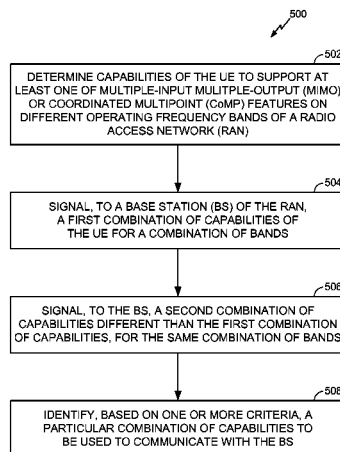 500
502
DETERMINE CAPABILITIES OF THE UE TO SUPPORT AT
LEAST ONE OF MULTIPLE-INPUT MULITPLE-OUTPUT (MIMO)
OR COORDINATED MULTIPOINT (CoMP) FEATURES ON
DIFFERENT OPERATING FREQUENCY BANDS OF A RADIO
ACCESS NETWORK (RAN)
504
SIGNAL, TO A BASE STATION (BS) OF THE RAN,
A FIRST COMBINATION OF CAPABILITIES OF
THE UE FOR A COMBINATION OF BANDS
506
SIGNAL, TO THE BS, A SECOND COMBINATION OF
CAPABILITIES DIFFERENT THAN THE FIRST COMBINATION
OF CAPABILITIES, FOR THE SAME COMBINATION OF BANDS
508
IDENTIFY, BASED ON ONE OR MORE CRITERIA, A
PARTICULAR COMBINATION OF CAPABILITIES TO
BE USED TO COMMUNICATE WITH THE BS